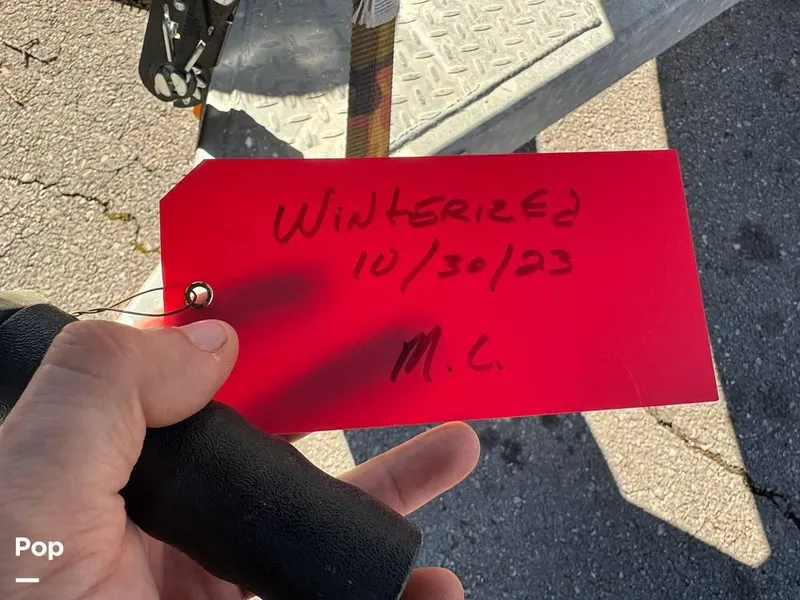 WiNtERizEd
10/30/23
M.C.
Pop